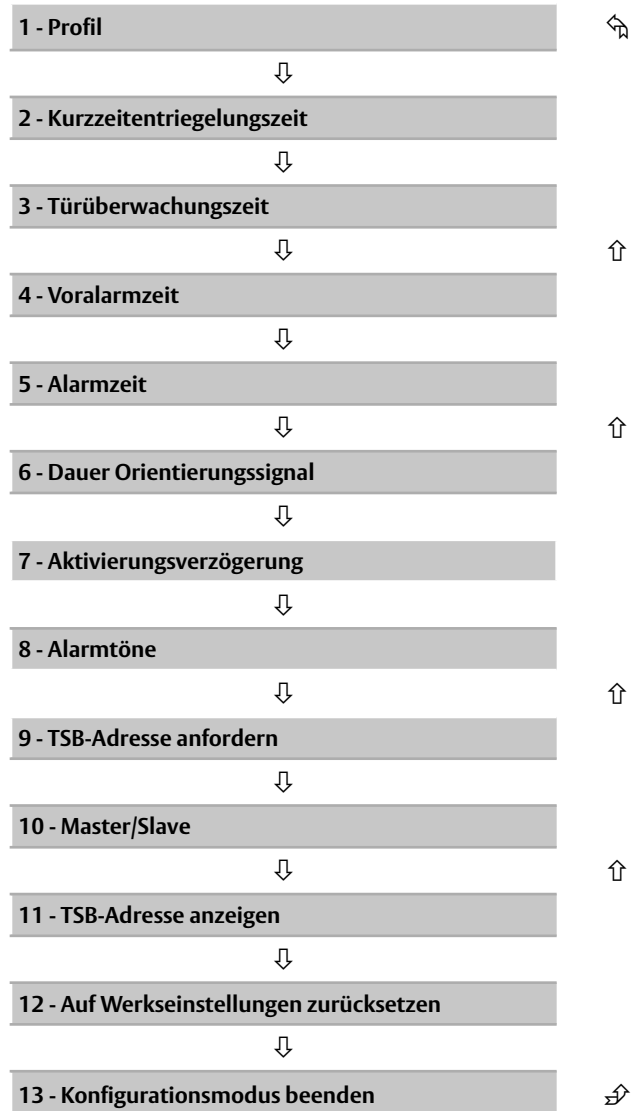 1 - Profil
2 - Kurzzeitentriegelungszeit
3 - Türüberwachungszeit
4 - Voralarmzeit
5 - Alarmzeit
6 - Dauer Orientierungssignal
7 - Aktivierungsverzögerung
8 - Alarmtöne
9 - TSB-Adresse anfordern
10 - Master/Slave
11 - TSB-Adresse anzeigen
12 - Auf Werkseinstellungen zurücksetzen
13 - Konfigurationsmodus beenden